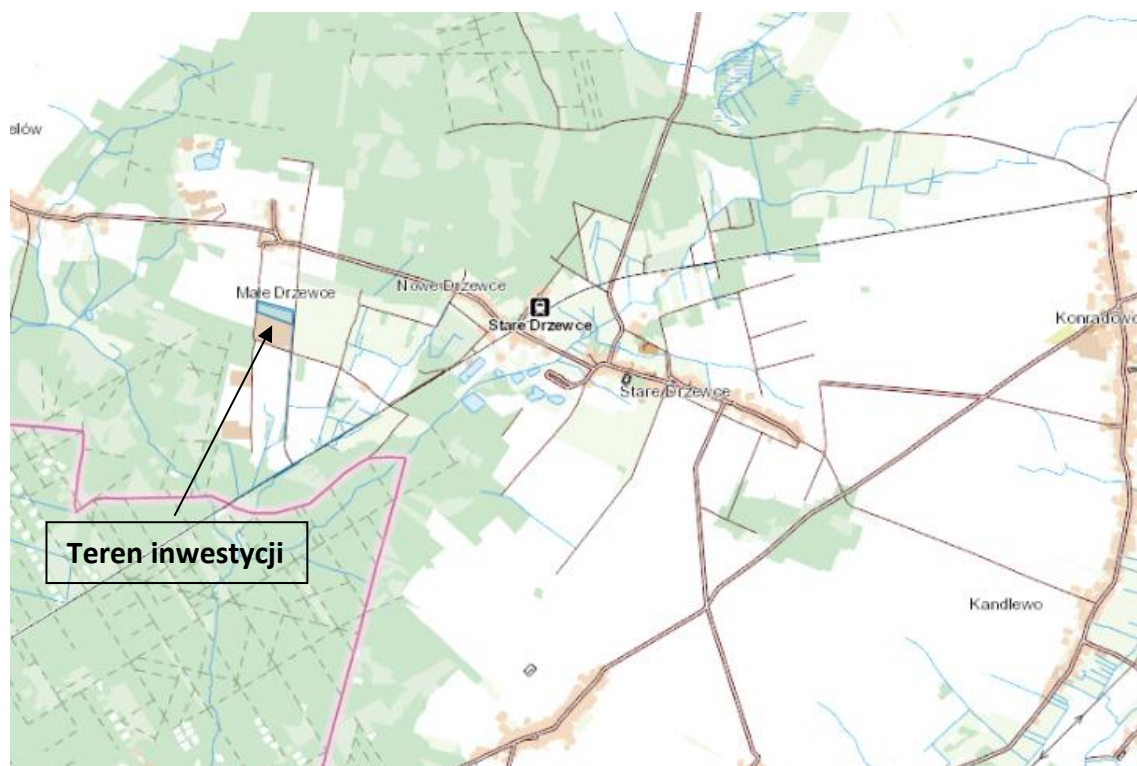 elów
Małe Drzewce
Nowe Drzewce
Stare Drzewce
Konradowo
Stare Drzewce
Teren inwestycji
Kandlewo